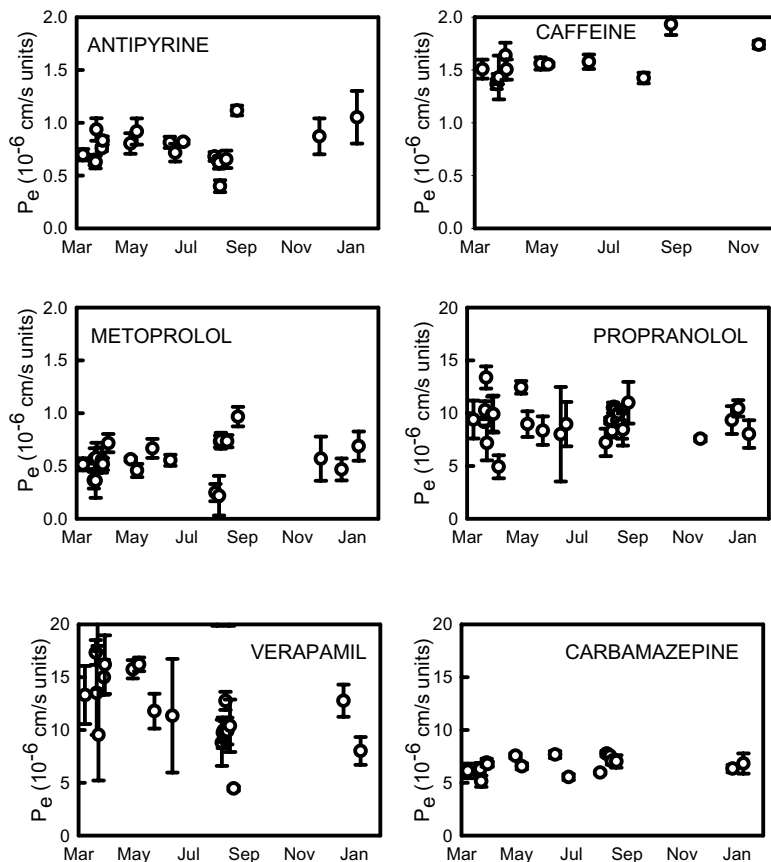 ANTIPYRINE
Pe (10-6 cm/s units)
2.0
1.5
1.0
0.5
0.0
Mar May Jul Sep Nov Jan
CAFFEINE
Pe (10-6 cm/s units)
2.0
1.5
1.0
0.5
0.0
Mar May Jul Sep Nov
METOPROLOL
Pe (10-6 cm/s units)
2.0
1.5
1.0
0.5
0.0
Mar May Jul Sep Nov Jan
PROPRANOLOL
Pe (10-6 cm/s units)
20
15
10
5
0
Mar May Jul Sep Nov Jan
VERAPAMIL
Pe (10-6 cm/s units)
20
15
10
5
0
Mar May Jul Sep Nov Jan
CARBAMAZEPINE
Pe (10-6 cm/s units)
20
15
10
5
0
Mar May Jul Sep Nov Jan